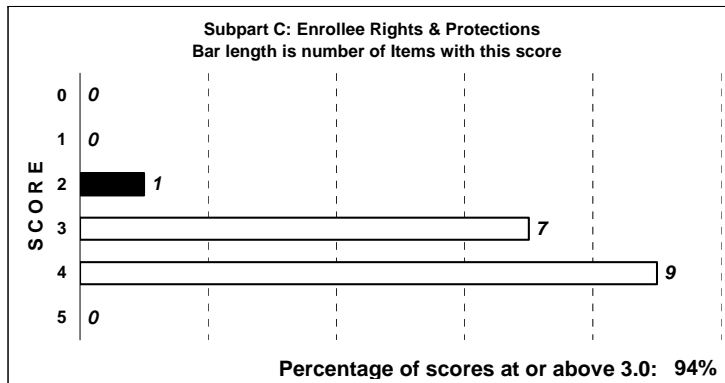 Subpart C: Enrollee Rights & Protections
Bar length is number of Items with this score
SCORE
0 0
1 0
2 1
3 7
4 9
5 0
Percentage of scores at or above 3.0: 94%